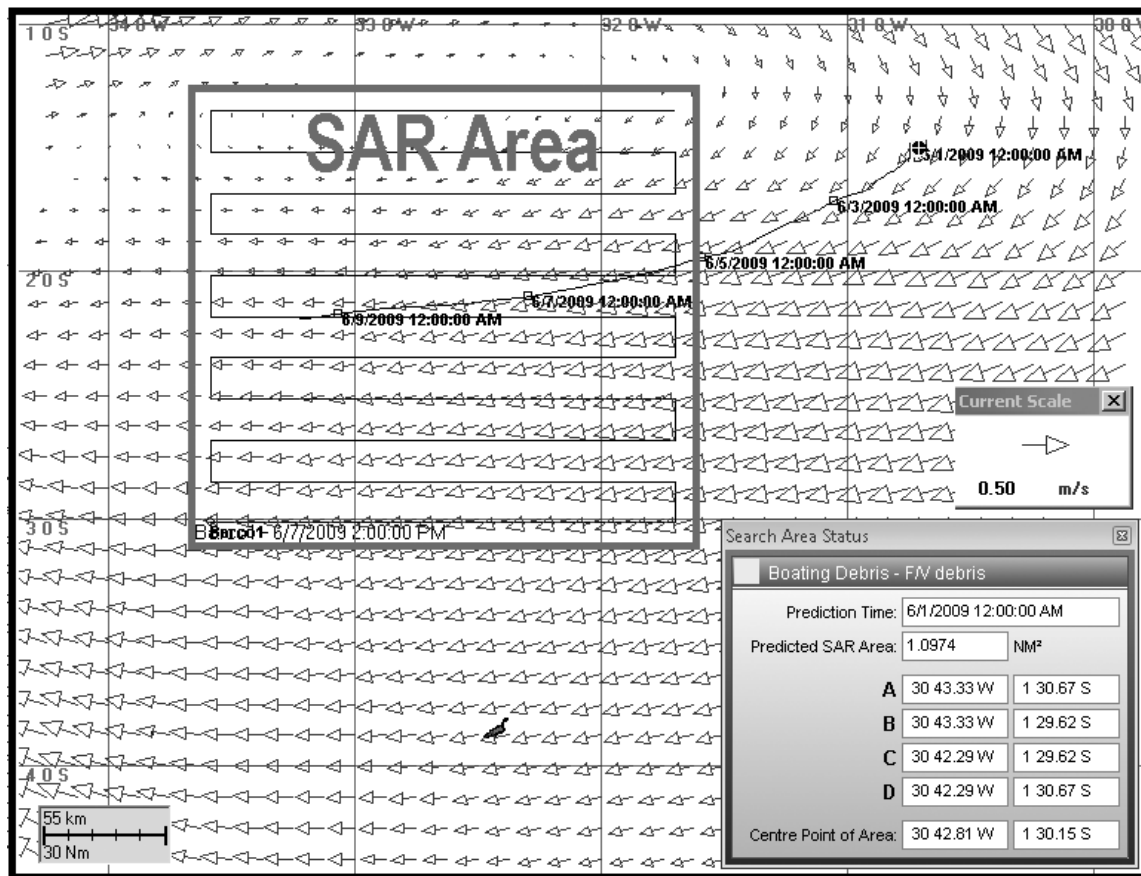 34 0 W 33 0 W 32 0 W 31 0 W 30 0 W
1 0 S
SAR Area
5/1/2009 12:00:00 AM
6/3/2009 12:00:00 AM
6/5/2009 12:00:00 AM
2 0 S
6/7/2009 12:00:00 AM
6/9/2009 12:00:00 AM
Current Scale
0.50 m/s
3 0 S
6/7/2009 2:00:00 PM
Search Area Status
Boating Debris - F/V debris
Prediction Time: 6/1/2009 12:00:00 AM
Predicted SAR Area: 1.0974 NM²
A 30 43.33 W 1 30.67 S
B 30 43.33 W 1 29.62 S
C 30 42.29 W 1 29.62 S
D 30 42.29 W 1 30.67 S
Centre Point of Area: 30 42.81 W 1 30.15 S
4 0 S
55 km
30 Nm